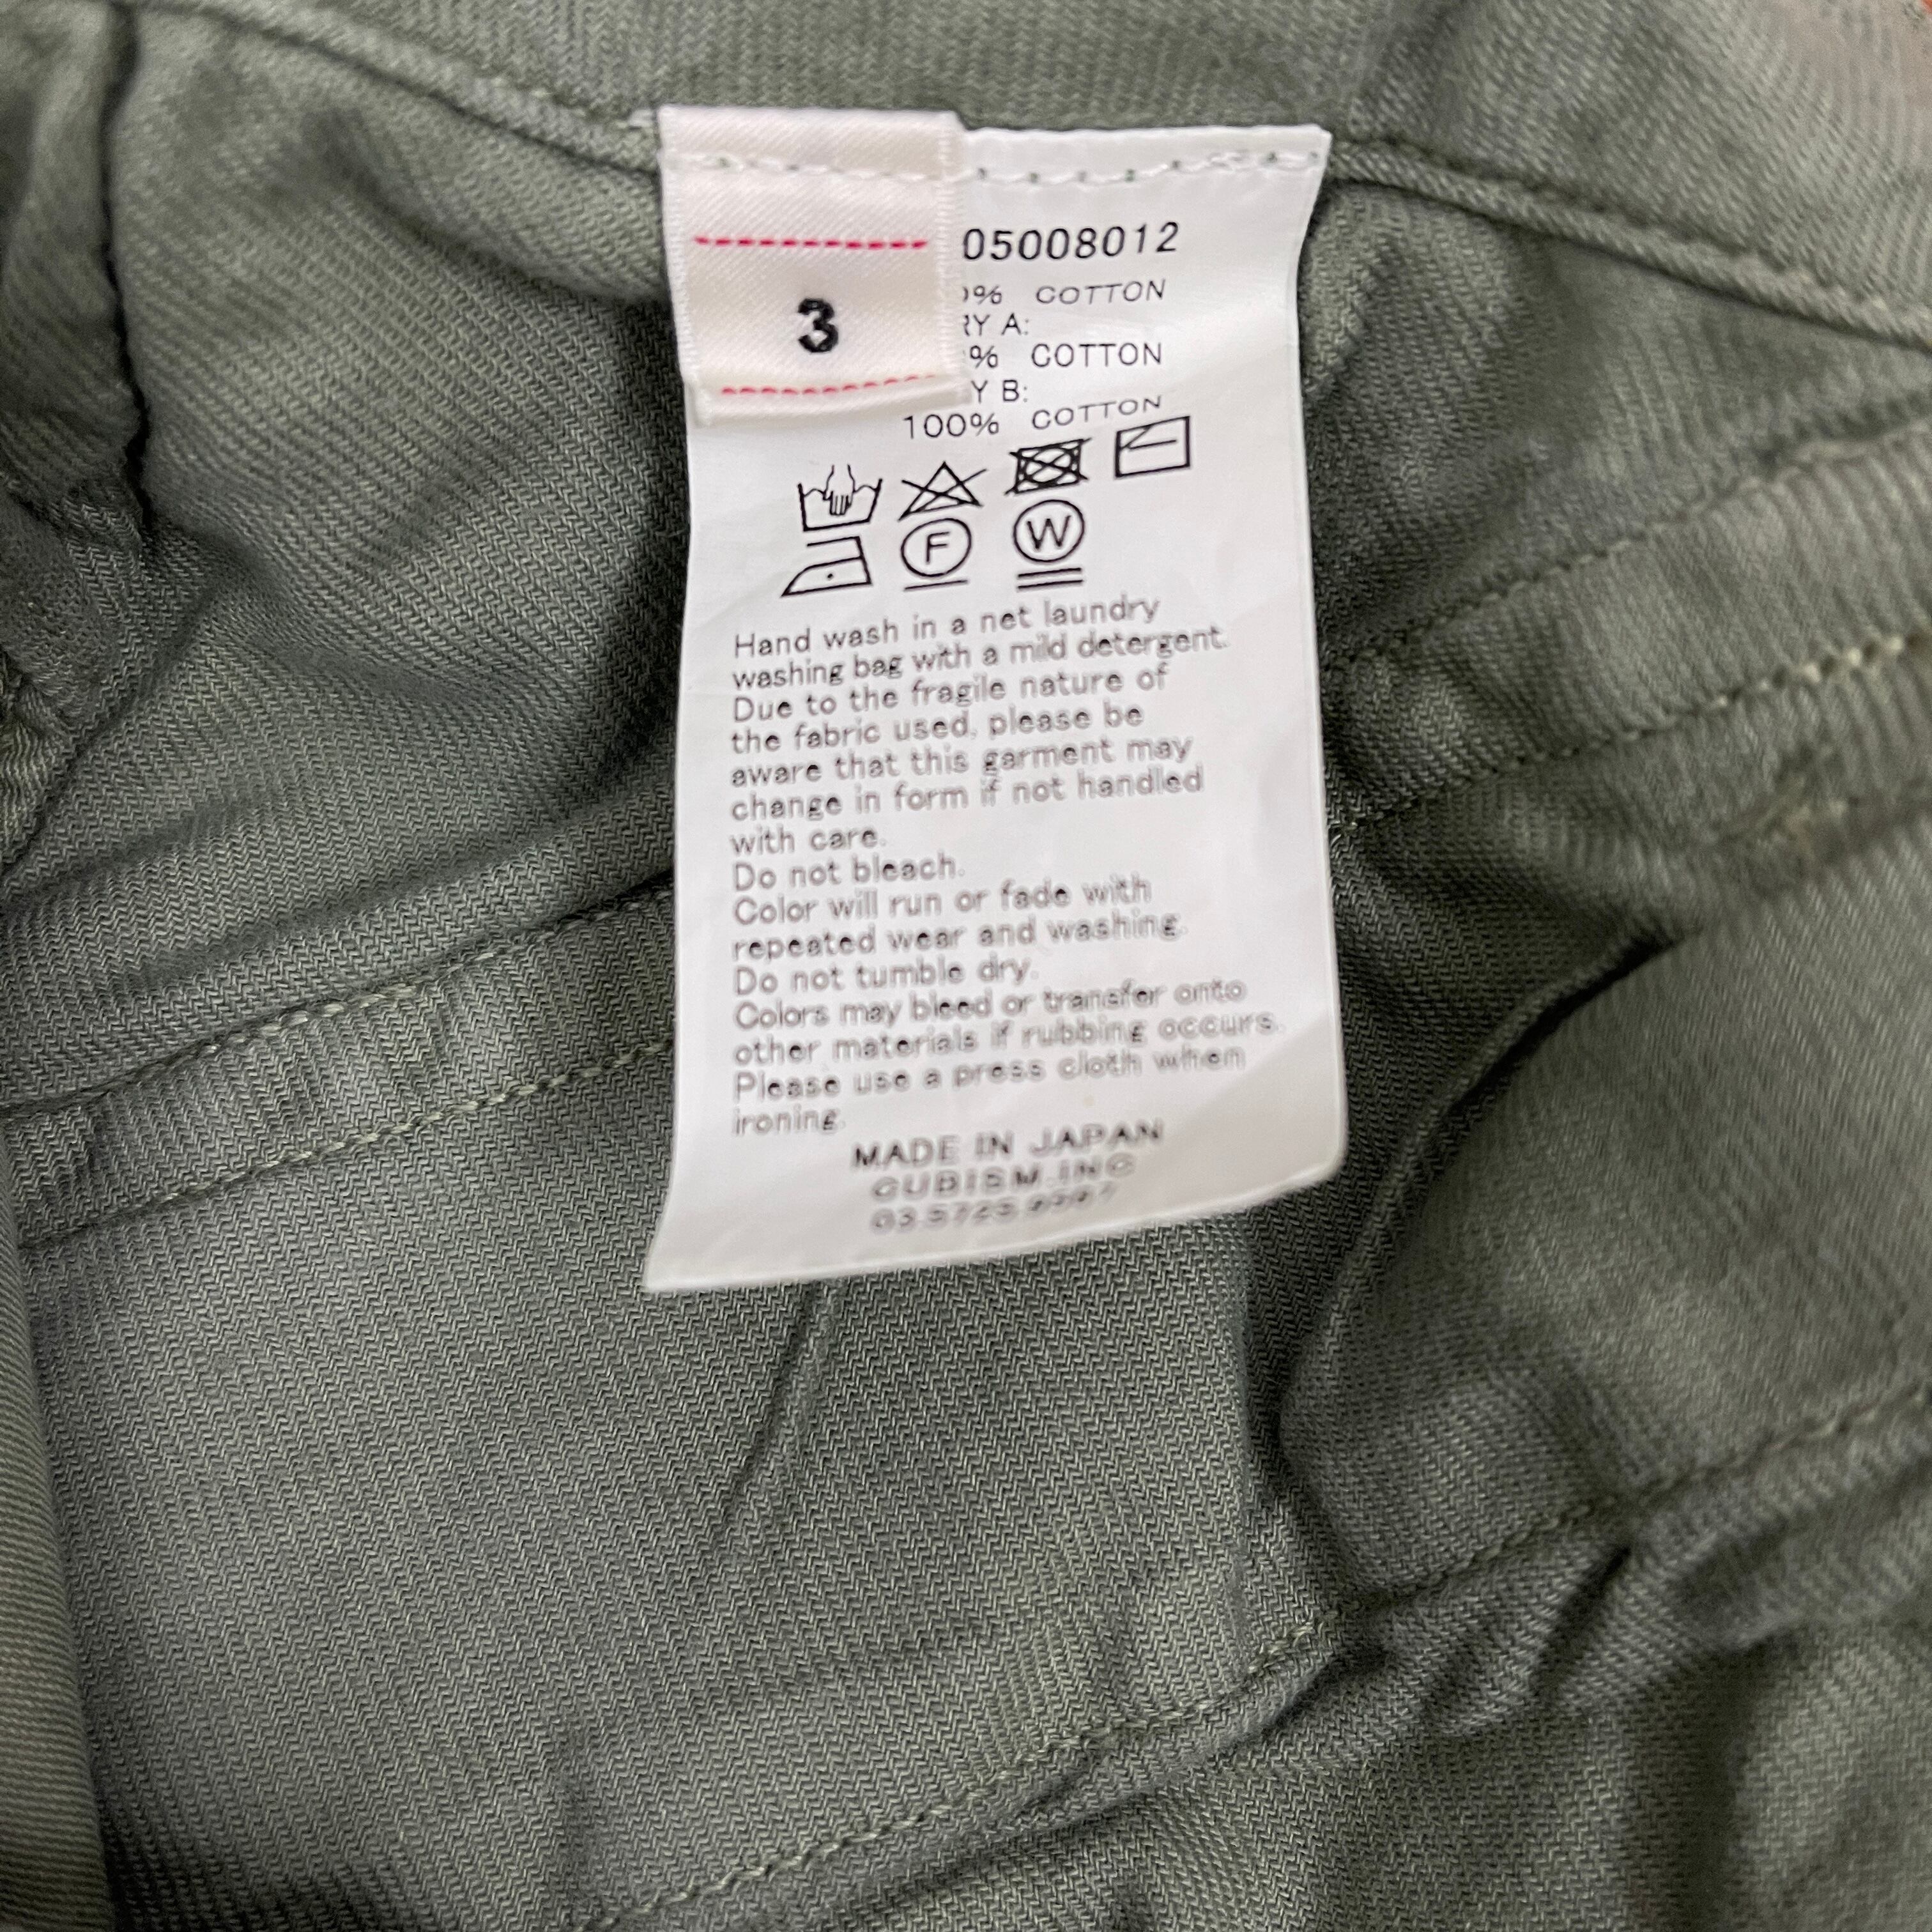 3
05008012
% COTTON
RY A:
% COTTON
Y B:
100% COTTON
F W
Hand wash in a net laundry
washing bag with a mild detergent.
Due to the fragile nature of
the fabric used, please be
aware that this garment may
change in form if not handled
with care.
Do not bleach.
Color will run or fade with
repeated wear and washing.
Do not tumble dry.
Colors may bleed or transfer onto
other materials if rubbing occurs.
Please use a press cloth when
ironing.
MADE IN JAPAN
CUBISM.INC